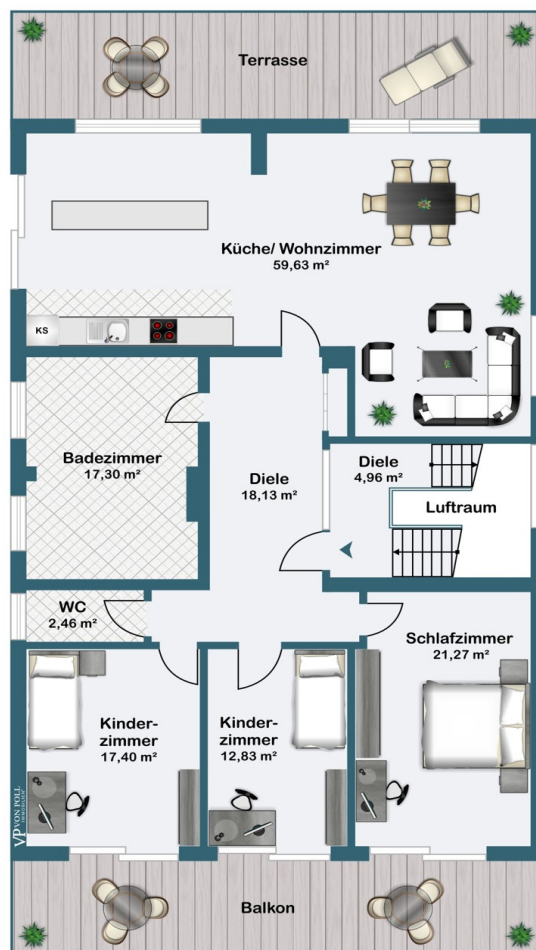 Terrasse
Küche/ Wohnzimmer
59,63 m²
KS
Badezimmer
17,30 m²
Diele
18,13 m²
Diele
4,96 m²
Luftraum
WC
2,46 m²
Schlafzimmer
21,27 m²
Kinder-
zimmer
17,40 m²
Kinder-
zimmer
12,83 m²
VP VON POLL
IMMOBILIEN
Balkon